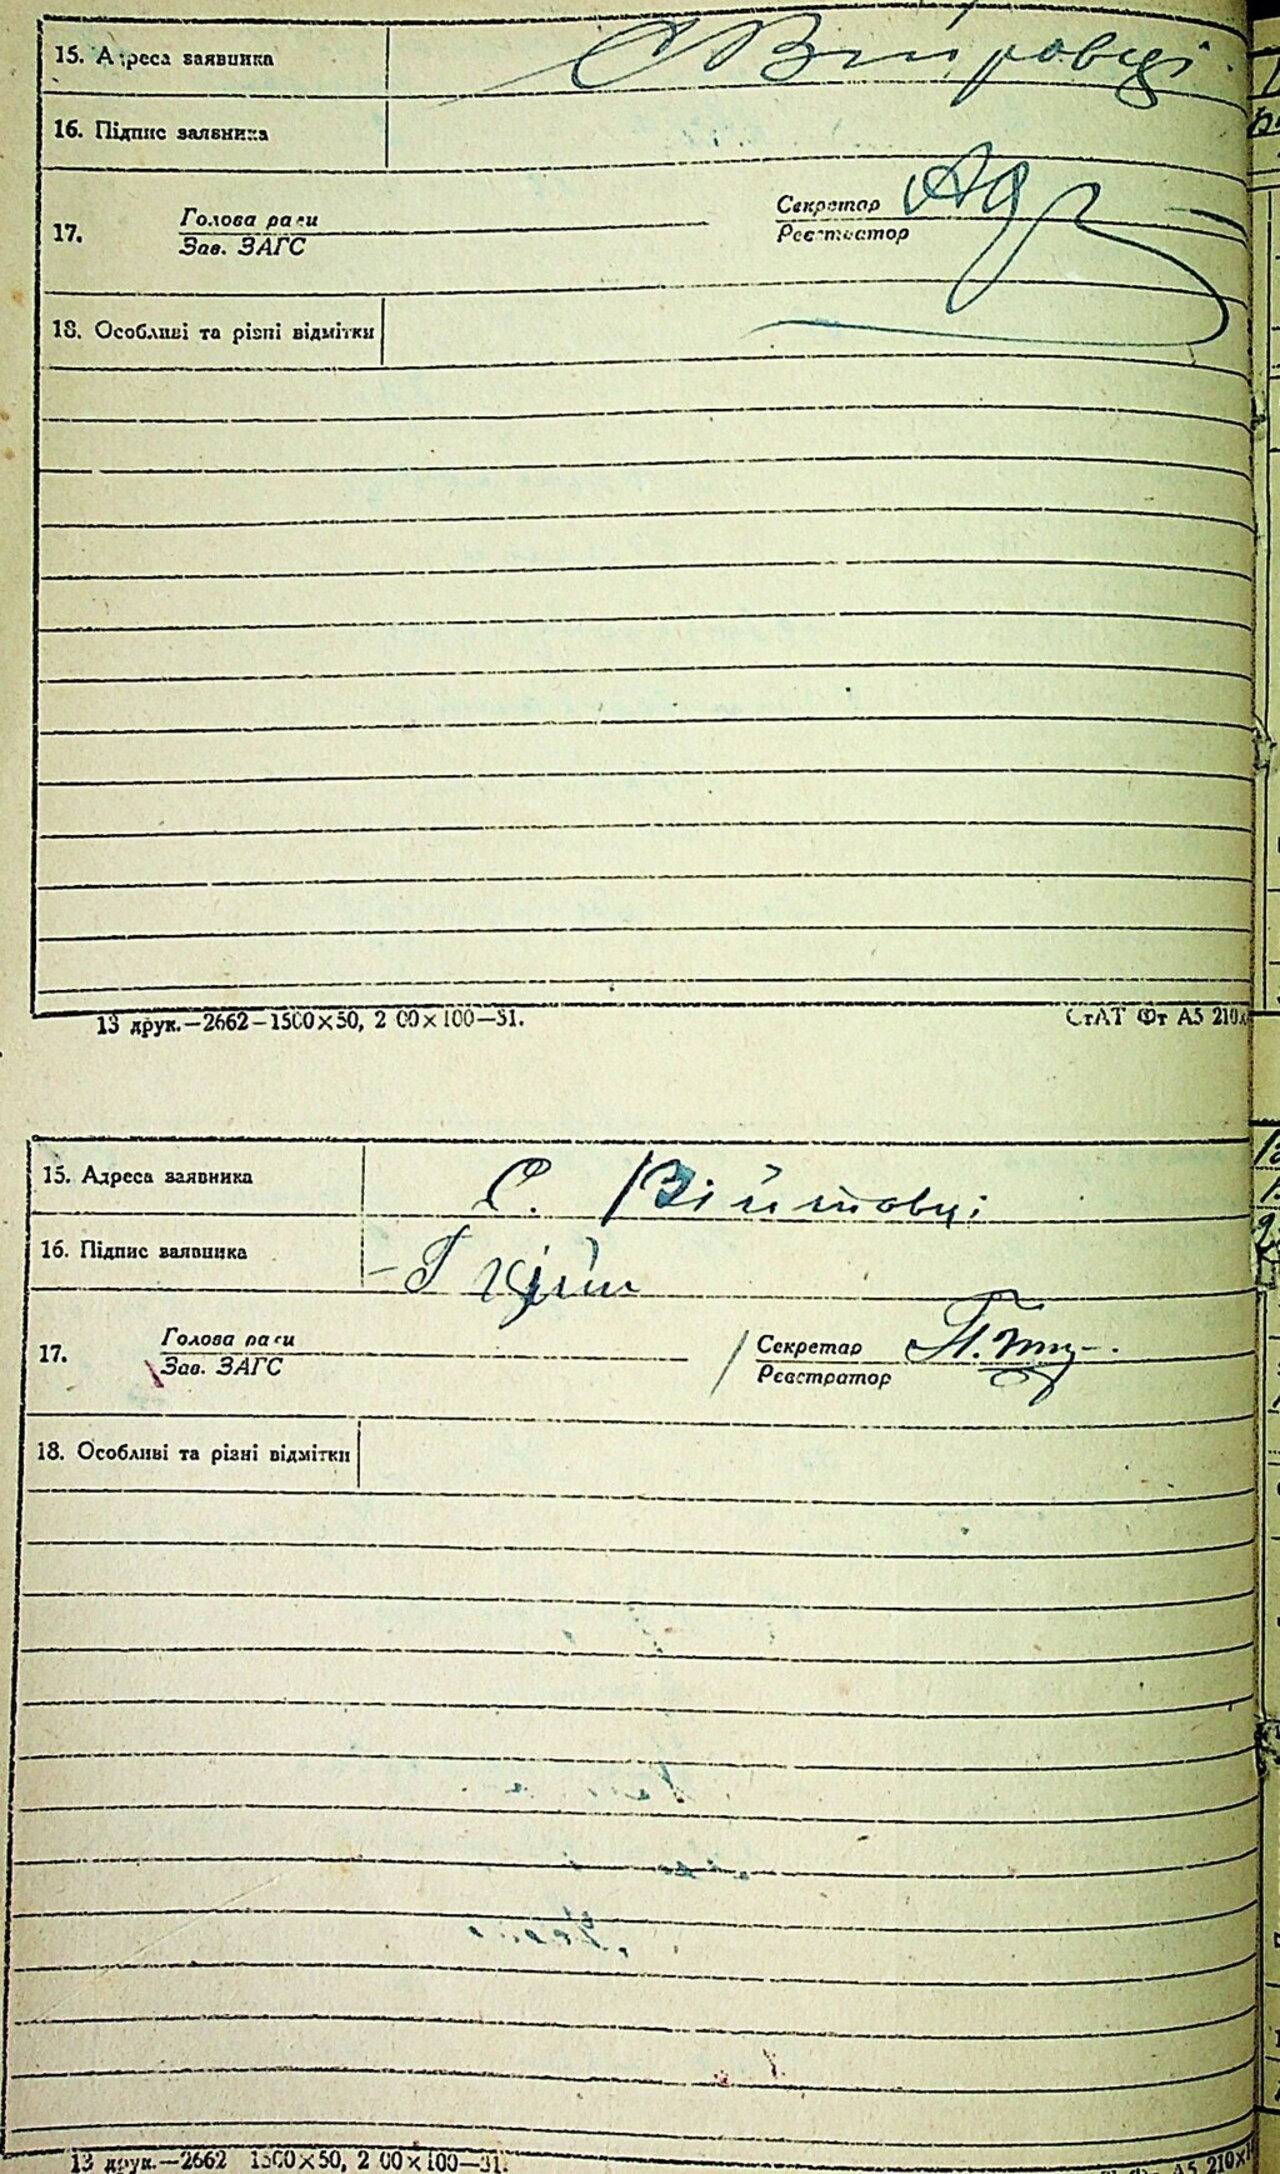 15. Адреса заявника
16. Підпис заявника
17. Голова ради Секретар
Зав. ЗАГС Реєстратор
18. Особливі та різні відмітки
13 друк.—2662—1500×50, 2 00×100—31. СтАТ Фт А5 210×
15. Адреса заявника С. Війтовці
16. Підпис заявника
17. Голова ради Секретар
Зав. ЗАГС Реєстратор
18. Особливі та різні відмітки
13 друк.—2662 1500×50, 2 00×100—31. А5 210×